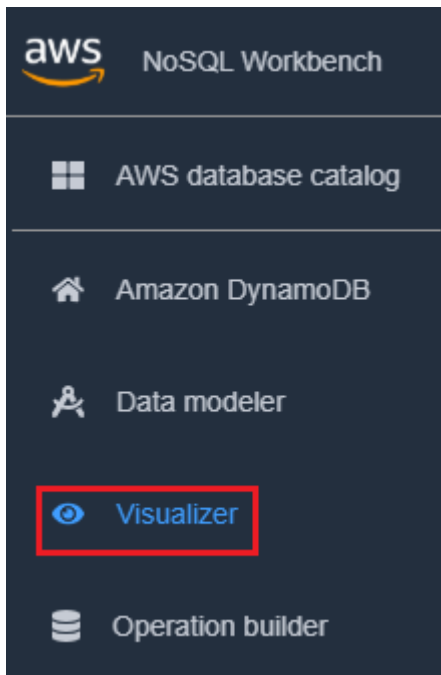 aws NoSQL Workbench
AWS database catalog
Amazon DynamoDB
Data modeler
Visualizer
Operation builder